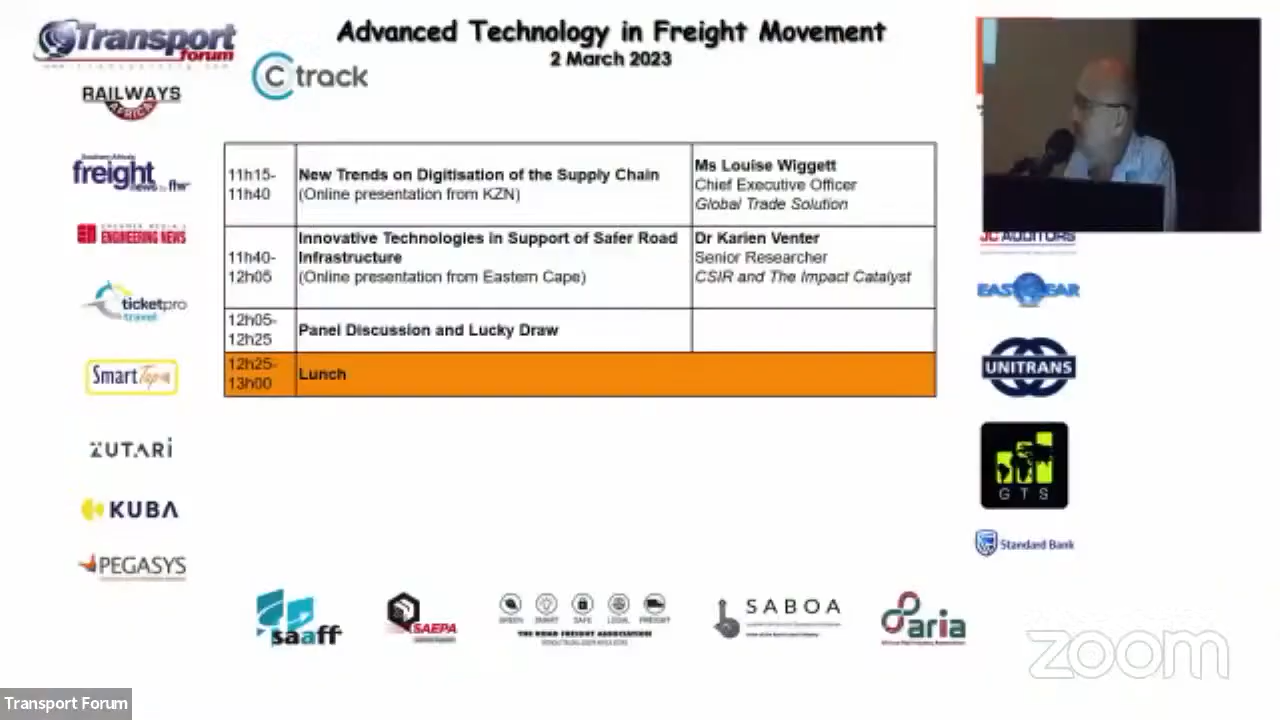 Transport
forum
Advanced Technology in Freight Movement
2 March 2023
Ctrack
RAILWAYS
AFRICA
freight
news by ftw
ENGINEERING NEWS
ticketpro
travel
SmartTap
ZUTARI
KUBA
PEGASYS
11h15-
11h40
New Trends on Digitisation of the Supply Chain
(Online presentation from KZN)
Ms Louise Wiggett
Chief Executive Officer
Global Trade Solution
11h40-
12h05
Innovative Technologies in Support of Safer Road
Infrastructure
(Online presentation from Eastern Cape)
Dr Karien Venter
Senior Researcher
CSIR and The Impact Catalyst
12h05-
12h25
Panel Discussion and Lucky Draw
12h25-
13h00
Lunch
JC AUDITORS
EAST GEAR
UNITRANS
GTS
Standard Bank
saaff
SAEPA
GREEN SMART SAFE LEGAL FREIGHT
THE ROAD FREIGHT ASSOCIATION
SABOA
aria
zoom
Transport Forum